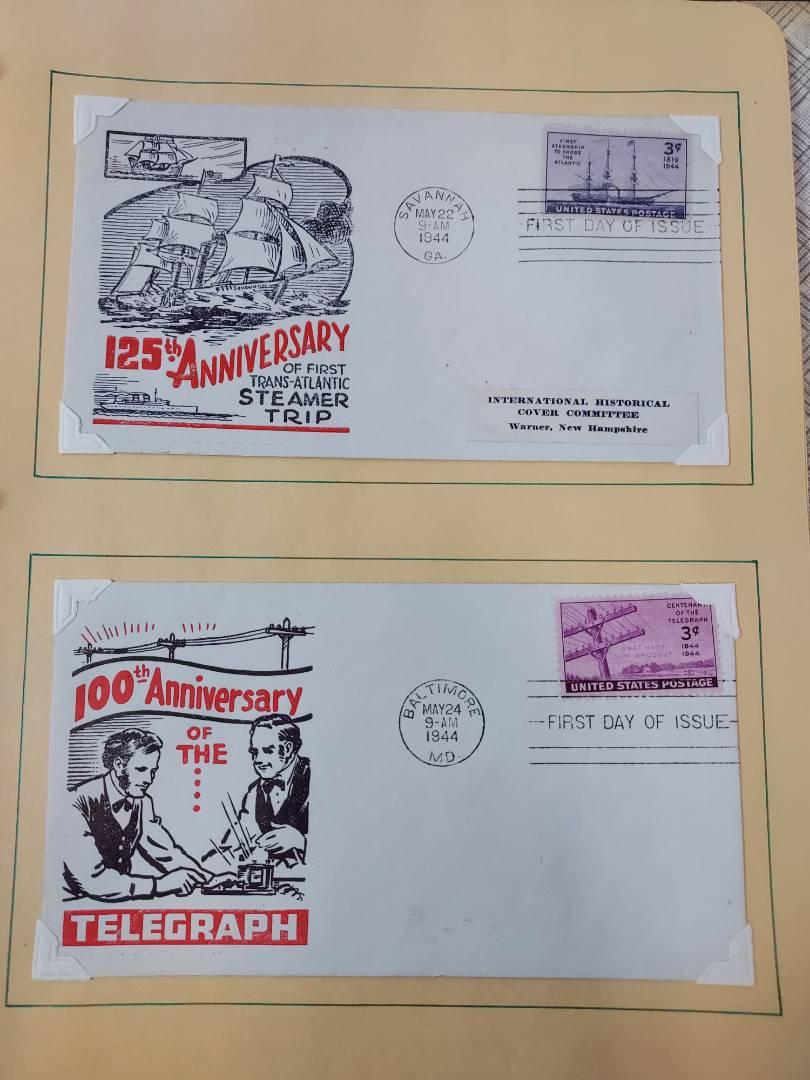 FIRST
STEAMSHIP
TO CROSS
THE
ATLANTIC
3¢
1819
1944
UNITED STATES POSTAGE
SAVANNAH
MAY 22
9-AM
1944
GA.
FIRST DAY OF ISSUE
125th ANNIVERSARY
OF FIRST
TRANS-ATLANTIC
STEAMER
TRIP
INTERNATIONAL HISTORICAL
COVER COMMITTEE
Warner, New Hampshire
CENTENARY
OF THE
TELEGRAPH
3¢
1844
1944
WHAT HATH
GOD WROUGHT
UNITED STATES POSTAGE
BALTIMORE
MAY 24
9-AM
1944
MD.
FIRST DAY OF ISSUE
100th Anniversary
OF
THE
TELEGRAPH